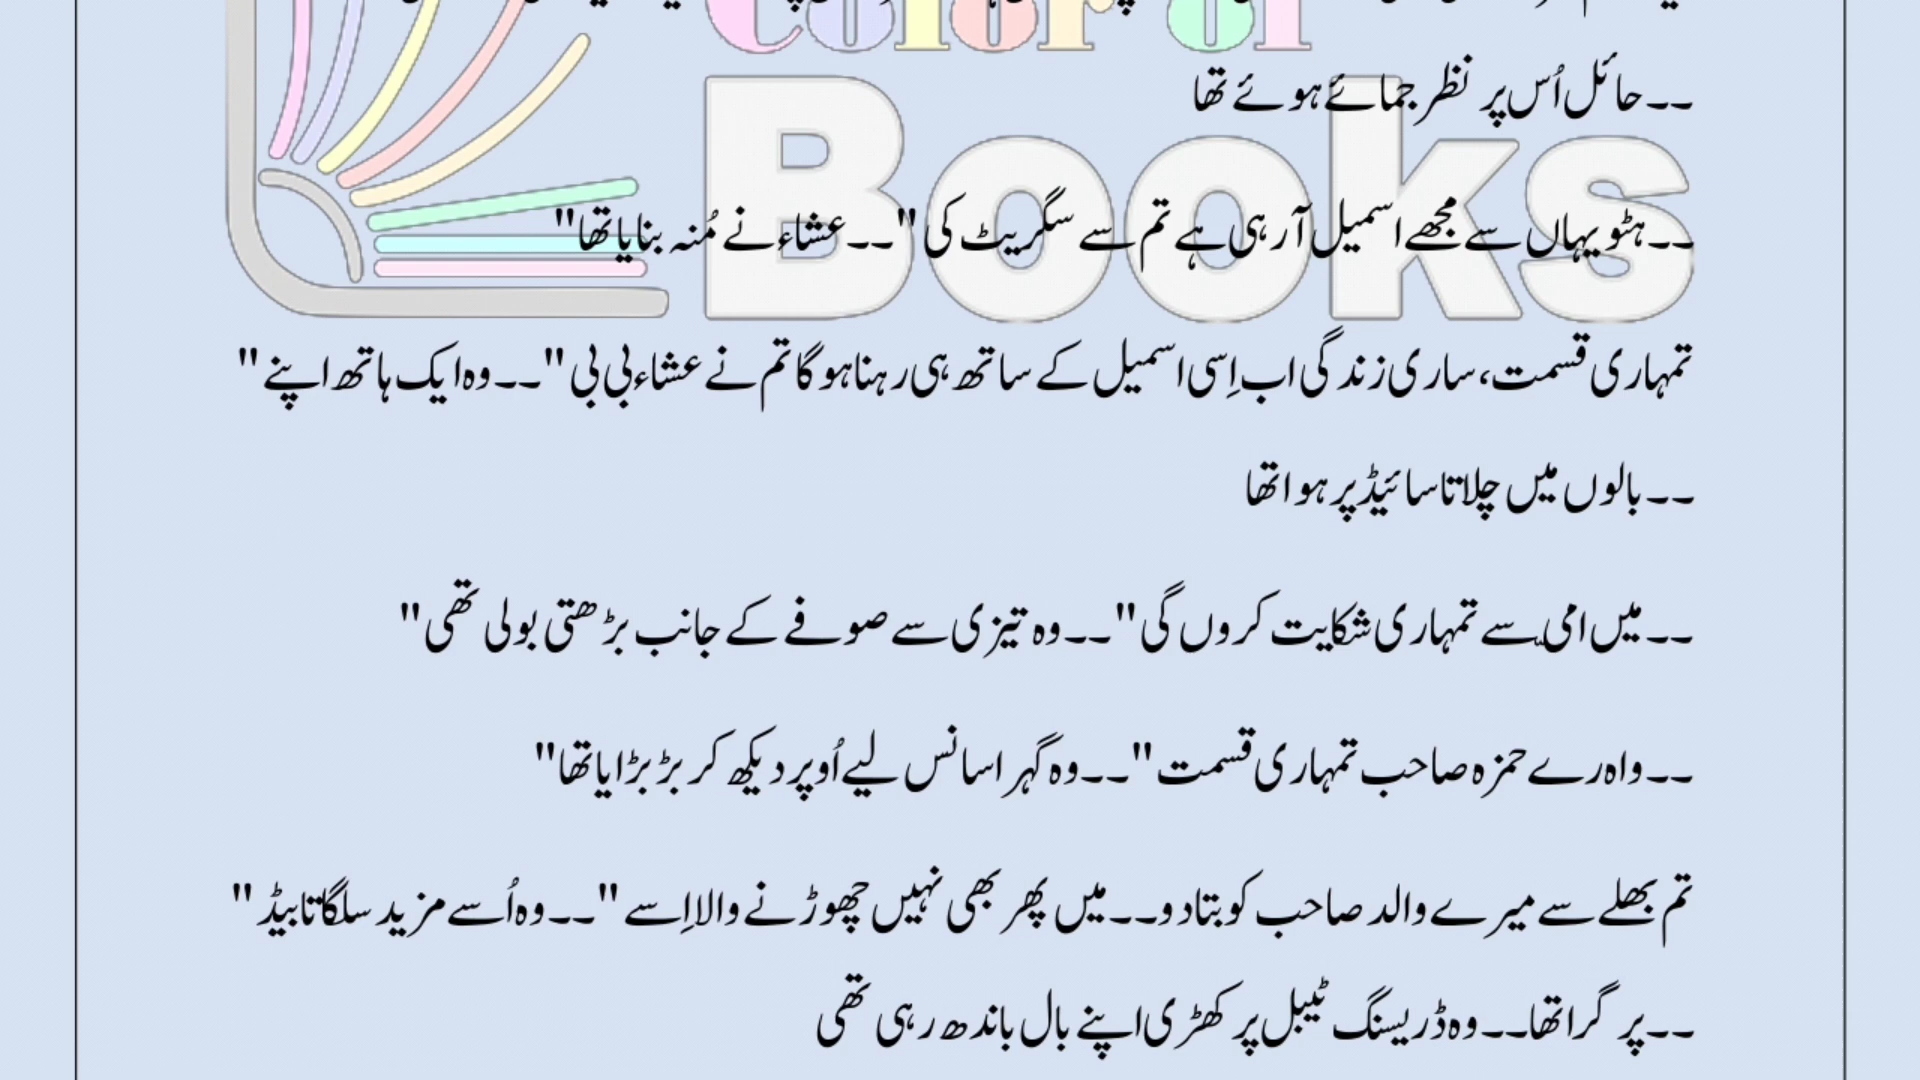 Color of
Books
حائل اُس پر نظر جمائے ہوئے تھا۔۔
"ہٹو یہاں سے مجھے اسمیل آرہی ہے تم سے سگریٹ کی"۔۔عشاء نے مُنہ بنایا تھا۔۔
"تمہاری قسمت، ساری زندگی اب اِسی اسمیل کے ساتھ ہی رہنا ہوگا تم نے عشاء بی بی"۔۔وہ ایک ہاتھ اپنے
بالوں میں چلاتا سائیڈ پر ہوا تھا۔۔
"میں امی سے تمہاری شکایت کروں گی"۔۔وہ تیزی سے صوفے کے جانب بڑھتی بولی تھی۔۔
"واہ رے حمزہ صاحب تمہاری قسمت"۔۔وہ گہرا سانس لیے اُوپر دیکھ کر بڑبڑایا تھا۔۔
"تم بھلے سے میرے والد صاحب کو بتا دو۔۔میں پھر بھی نہیں چھوڑنے والا اِسے"۔۔وہ اُسے مزید سلگاتا بیڈ
پر گرا تھا۔۔وہ ڈریسنگ ٹیبل پر کھڑی اپنے بال باندھ رہی تھی۔۔